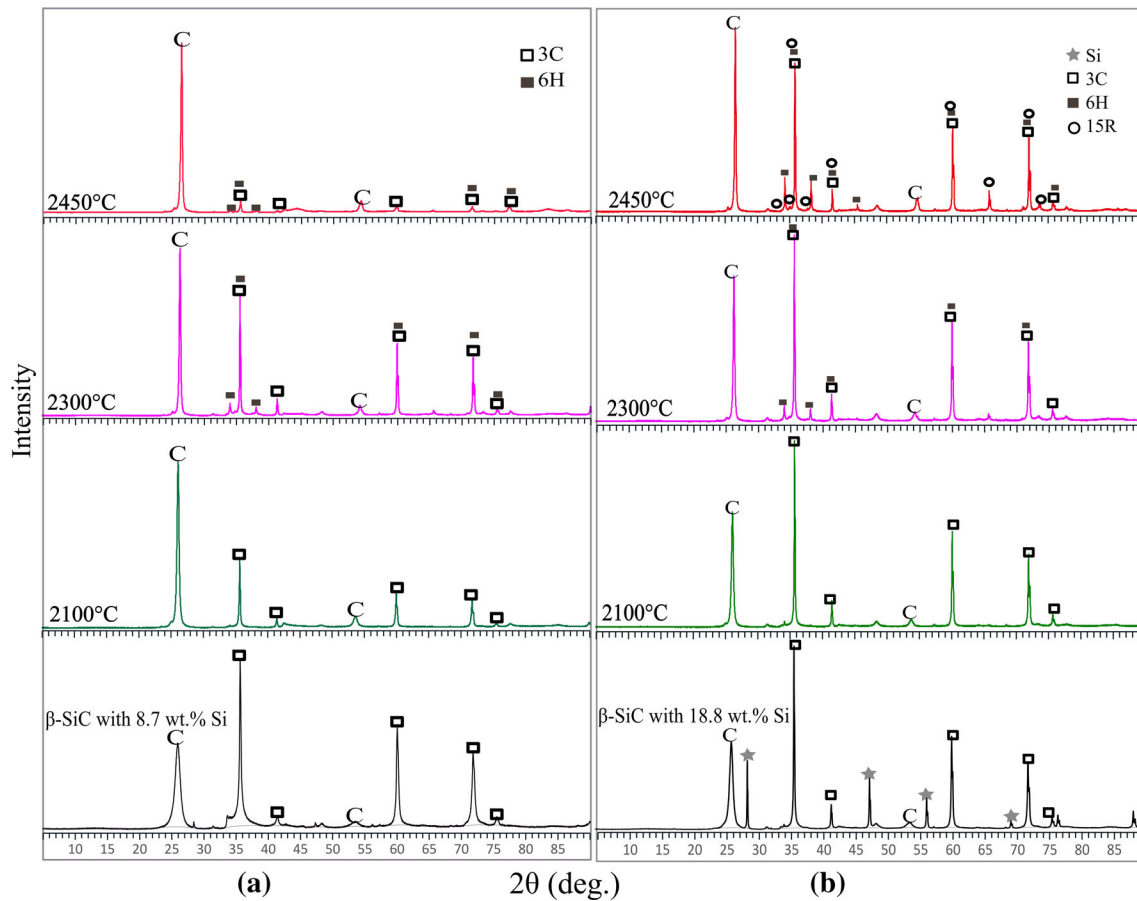 C
3C
6H
2450°C
C
C
2300°C
C
C
2100°C
C
β-SiC with 8.7 wt.% Si
C
C
5 10 15 20 25 30 35 40 45 50 55 60 65 70 75 80 85
(a)
C
Si
3C
6H
15R
2450°C
C
C
2300°C
C
C
2100°C
C
β-SiC with 18.8 wt.% Si
C
C
5 10 15 20 25 30 35 40 45 50 55 60 65 70 75 80 85
(b)
Intensity
2θ (deg.)